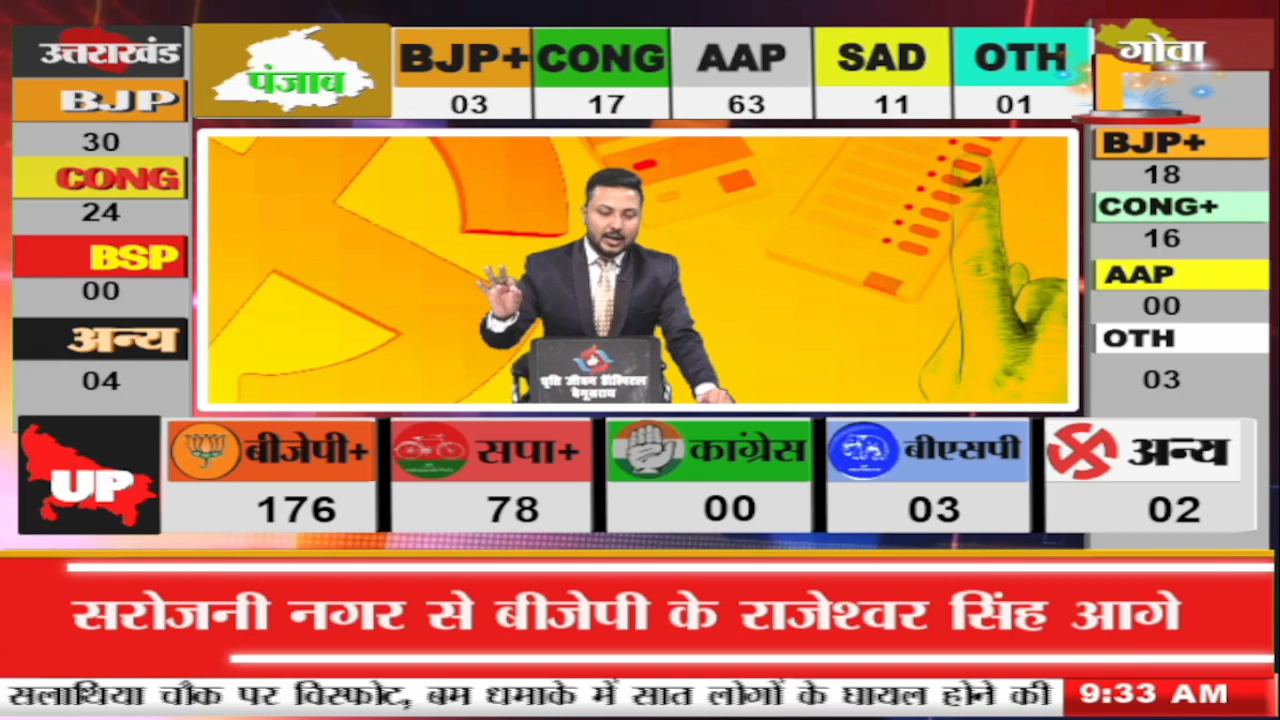 उत्तराखंड
BJP
30
CONG
24
BSP
00
अन्य
04
पंजाब
BJP+ CONG AAP SAD OTH
03 17 63 11 01
गोवा
BJP+
18
CONG+
16
AAP
00
OTH
03
हॉस्पिटल
बेगूसराय
UP
बीजेपी+ सपा+ कांग्रेस बीएसपी अन्य
176 78 00 03 02
सरोजनी नगर से बीजेपी के राजेश्वर सिंह आगे
सलाथिया चौंक पर विस्फोट, बम धमाके में सात लोगों के घायल होने की 9:33 AM